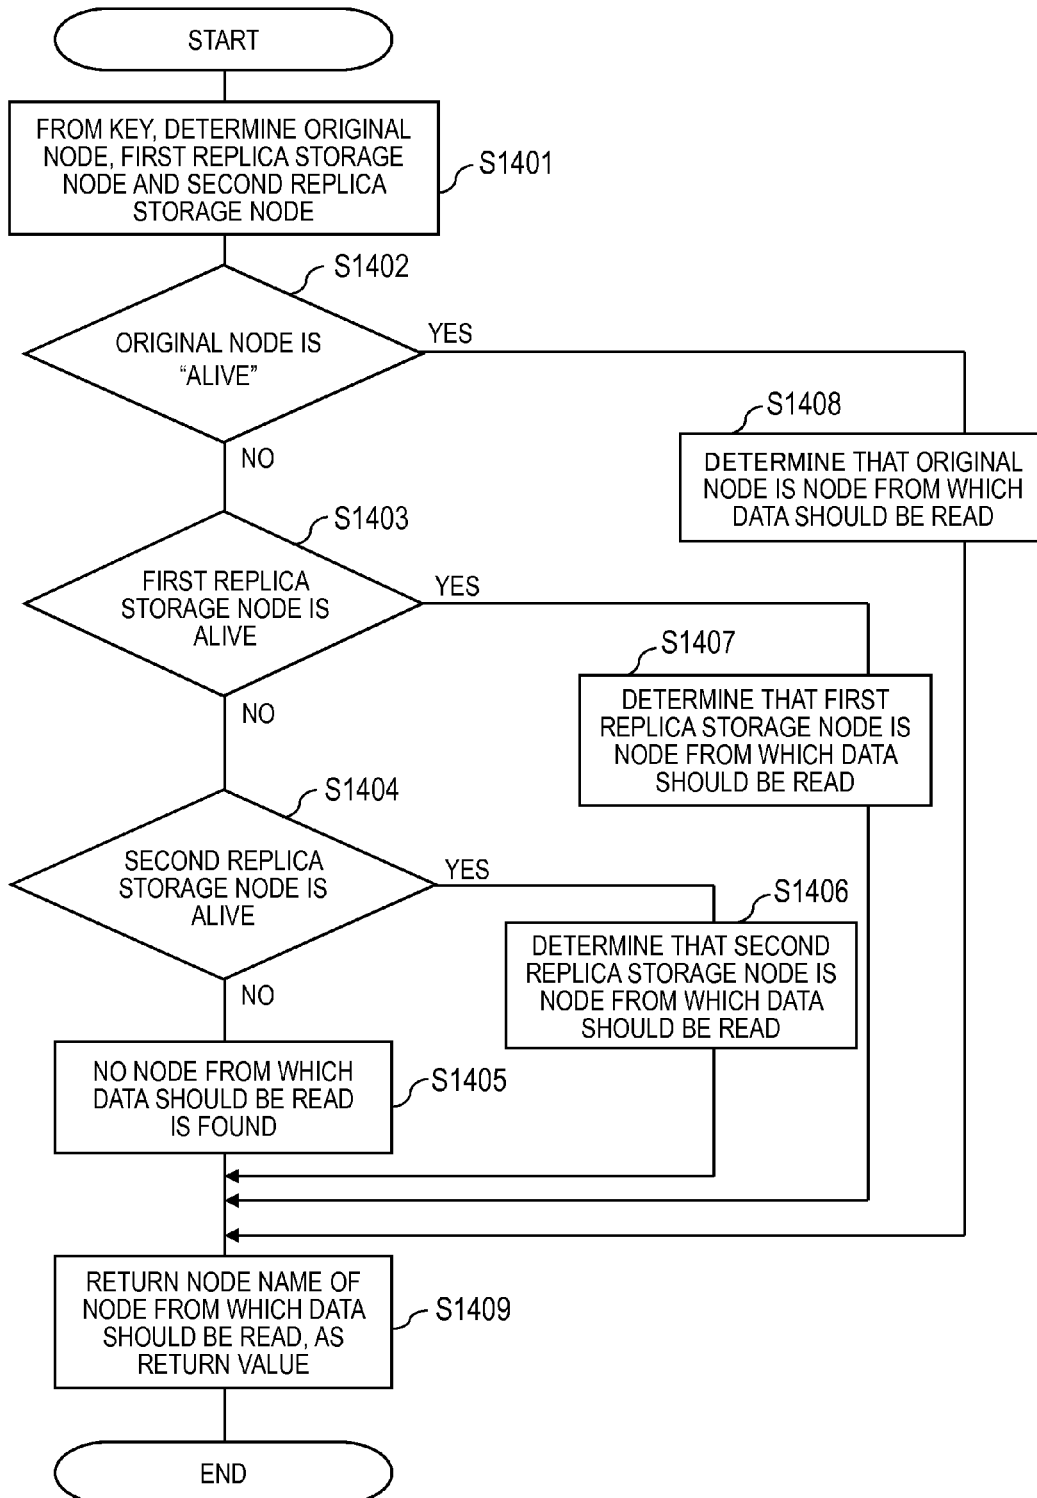 START
FROM KEY, DETERMINE ORIGINAL
NODE, FIRST REPLICA STORAGE
NODE AND SECOND REPLICA
STORAGE NODE
S1401
S1402
ORIGINAL NODE IS
“ALIVE”
YES
NO
S1408
DETERMINE THAT ORIGINAL
NODE IS NODE FROM WHICH
DATA SHOULD BE READ
S1403
FIRST REPLICA
STORAGE NODE IS
ALIVE
YES
NO
S1407
DETERMINE THAT FIRST
REPLICA STORAGE NODE IS
NODE FROM WHICH DATA
SHOULD BE READ
S1404
SECOND REPLICA
STORAGE NODE IS
ALIVE
YES
NO
S1406
DETERMINE THAT SECOND
REPLICA STORAGE NODE IS
NODE FROM WHICH DATA
SHOULD BE READ
NO NODE FROM WHICH
DATA SHOULD BE READ
IS FOUND
S1405
RETURN NODE NAME OF
NODE FROM WHICH DATA
SHOULD BE READ, AS
RETURN VALUE
S1409
END